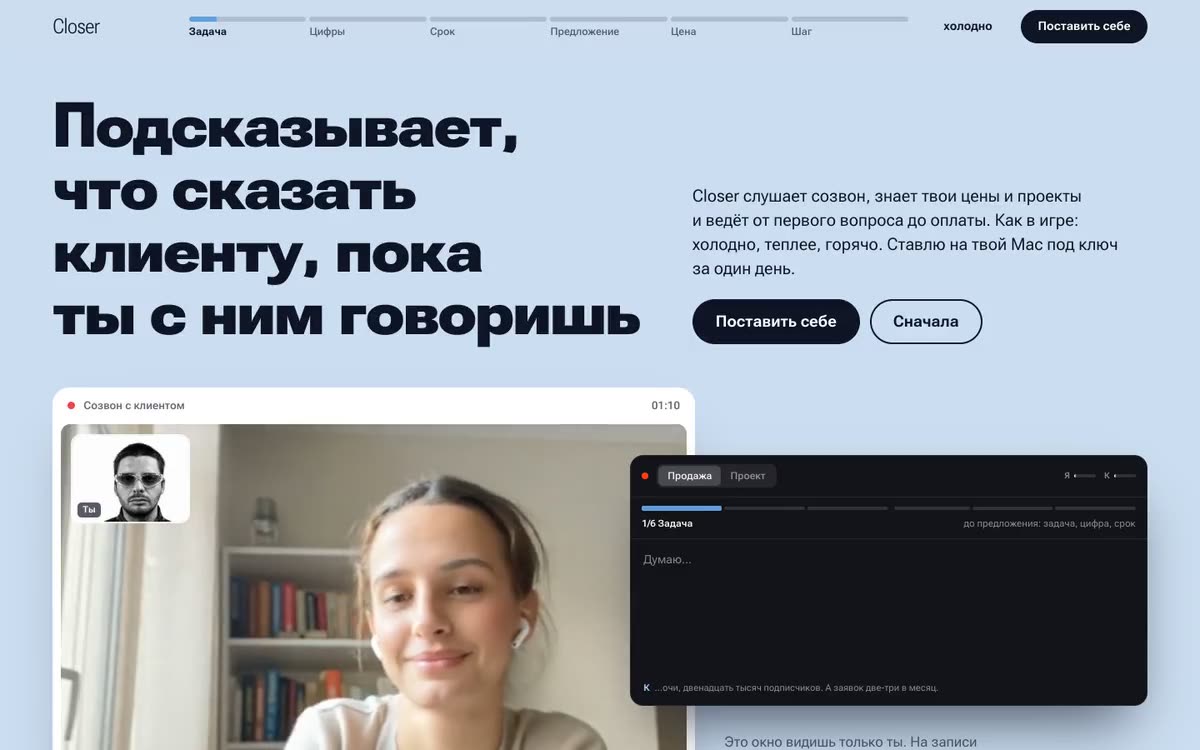 Closer
Задача
Цифры
Срок
Предложение
Цена
Шаг
холодно
Поставить себе
Подсказывает,
что сказать
клиенту, пока
ты с ним говоришь
Closer слушает созвон, знает твои цены и проекты
и ведёт от первого вопроса до оплаты. Как в игре:
холодно, теплее, горячо. Ставлю на твой Mac под ключ
за один день.
Поставить себе
Сначала
Созвон с клиентом
01:10
Ты
Продажа
Проект
Я
К
1/6 Задача
до предложения: задача, цифра, срок
Думаю...
К ...очи, двенадцать тысяч подписчиков. А заявок две-три в месяц.
Это окно видишь только ты. На записи